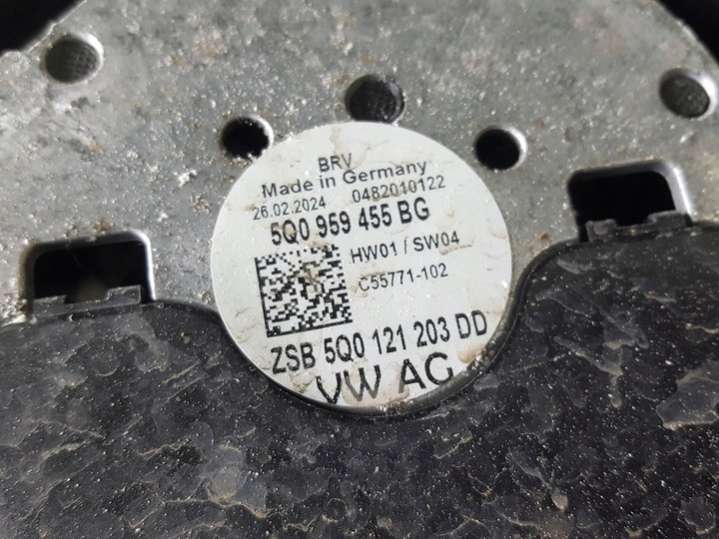 BRV
Made in Germany
26.02.2024 0482010122
5Q0 959 455 BG
HW01 / SW04
C55771-102
ZSB 5Q0 121 203 DD
VW AG